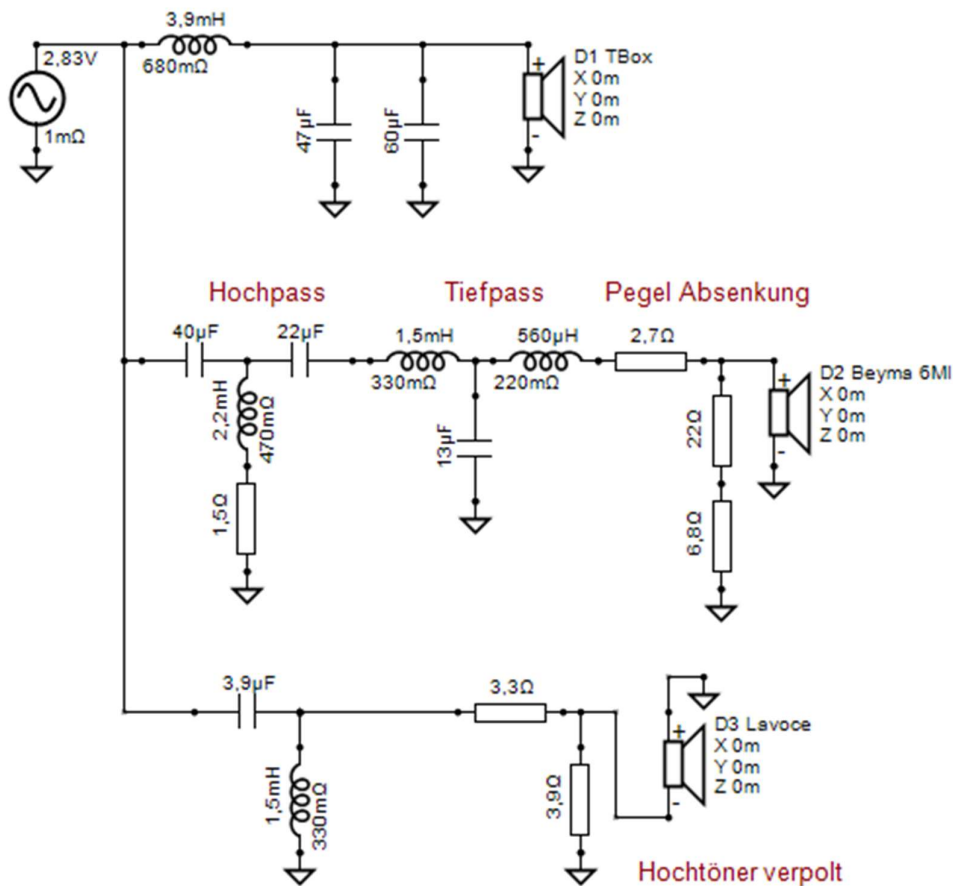 3,9mH
2,83V
680mΩ
1mΩ
47µF
60µF
+
-
D1 TBox
X 0m
Y 0m
Z 0m
Hochpass
Tiefpass
Pegel Absenkung
40µF
22µF
1,5mH
560µH
2,7Ω
330mΩ
220mΩ
2,2mH
470mΩ
1,5Ω
13µF
22Ω
6,8Ω
+
-
D2 Beyma 6MI
X 0m
Y 0m
Z 0m
3,9µF
3,3Ω
1,5mH
330mΩ
3,9Ω
+
-
D3 Lavoce
X 0m
Y 0m
Z 0m
Hochtöner verpolt